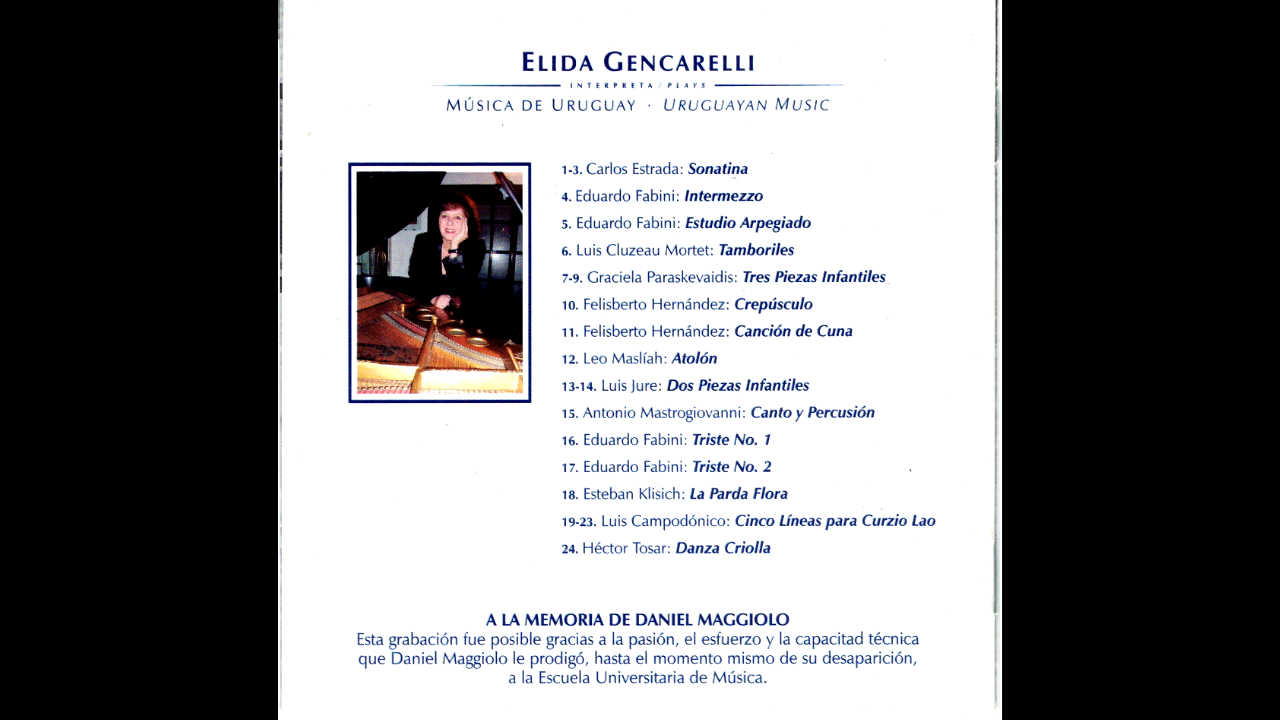 ELIDA GENCARELLI
INTERPRETA / PLAYS
MÚSICA DE URUGUAY · URUGUAYAN MUSIC
1-3. Carlos Estrada: Sonatina
4. Eduardo Fabini: Intermezzo
5. Eduardo Fabini: Estudio Arpegiado
6. Luis Cluzeau Mortet: Tamboriles
7-9. Graciela Paraskevaidis: Tres Piezas Infantiles
10. Felisberto Hernández: Crepúsculo
11. Felisberto Hernández: Canción de Cuna
12. Leo Maslíah: Atolón
13-14. Luis Jure: Dos Piezas Infantiles
15. Antonio Mastrogiovanni: Canto y Percusión
16. Eduardo Fabini: Triste No. 1
17. Eduardo Fabini: Triste No. 2
18. Esteban Klisich: La Parda Flora
19-23. Luis Campodónico: Cinco Líneas para Curzio Lao
24. Héctor Tosar: Danza Criolla
A LA MEMORIA DE DANIEL MAGGIOLO
Esta grabación fue posible gracias a la pasión, el esfuerzo y la capacitad técnica
que Daniel Maggiolo le prodigó, hasta el momento mismo de su desaparición,
a la Escuela Universitaria de Música.